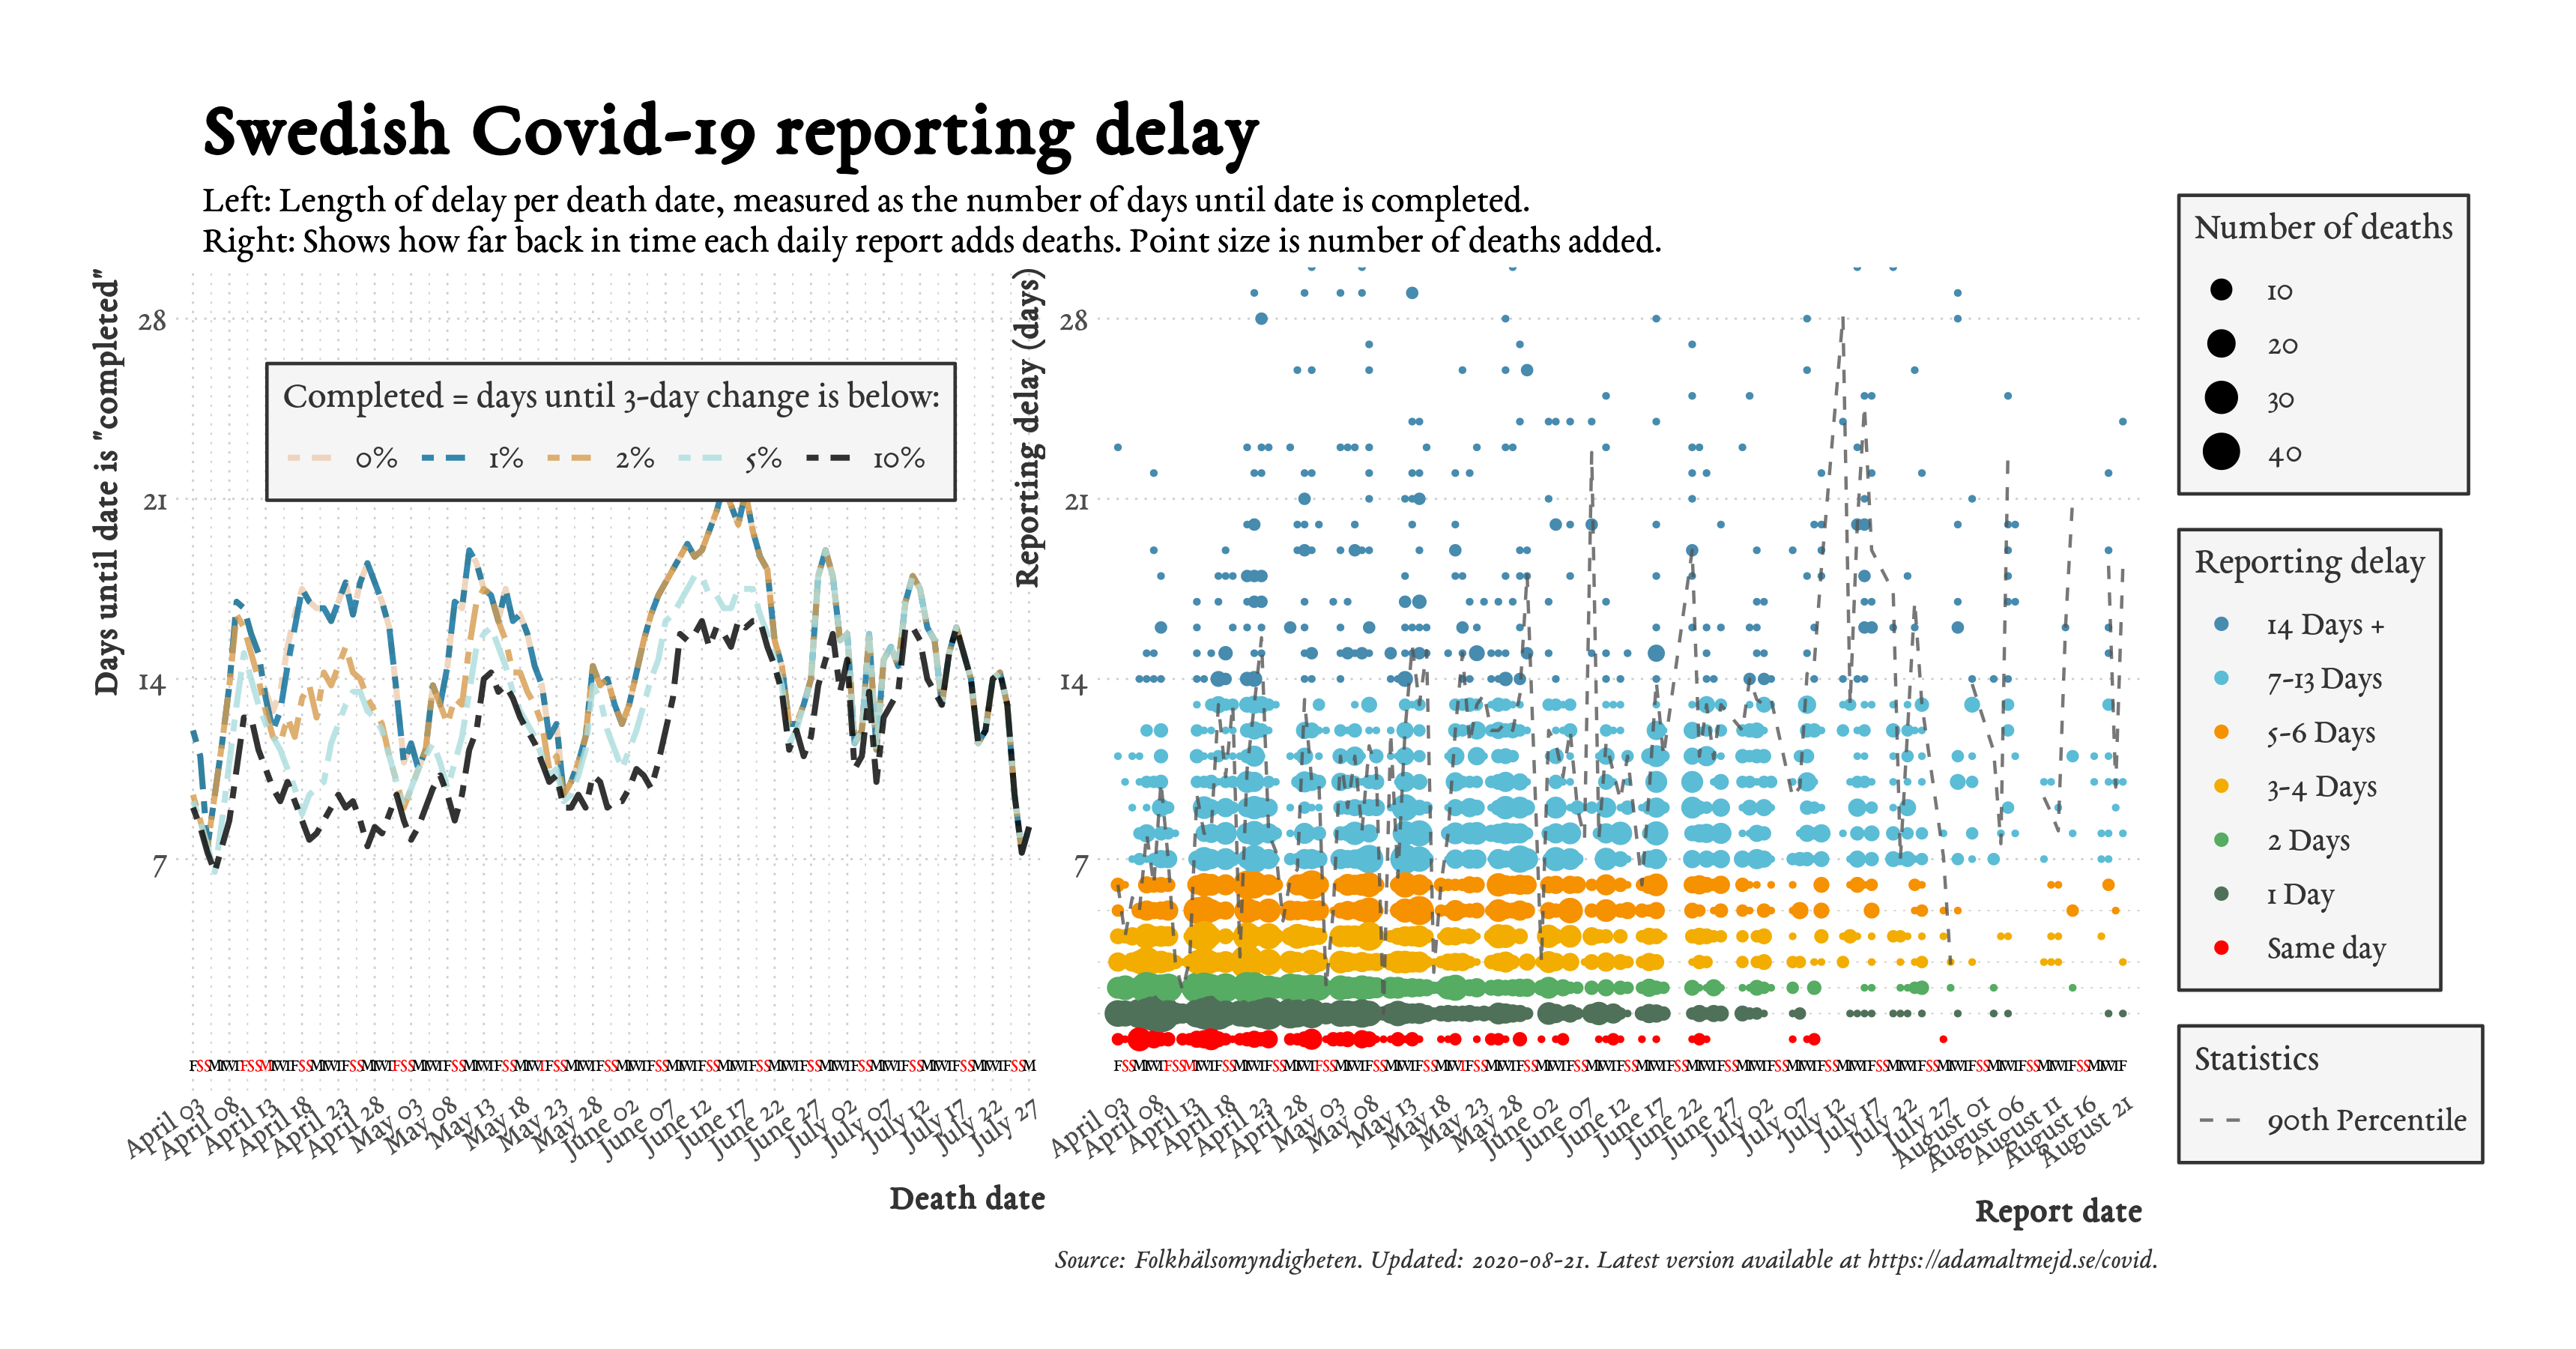 Swedish Covid-19 reporting delay
Left: Length of delay per death date, measured as the number of days until date is completed.
Right: Shows how far back in time each daily report adds deaths. Point size is number of deaths added.
Days until date is "completed"
28
21
14
7
Completed = days until 3-day change is below:
0% 1% 2% 5% 10%
April 03
April 08
April 13
April 18
April 23
April 28
May 03
May 08
May 13
May 18
May 23
May 28
June 02
June 07
June 12
June 17
June 22
June 27
July 02
July 07
July 12
July 17
July 22
July 27
Death date
Reporting delay (days)
28
21
14
7
April 03
April 08
April 13
April 18
April 23
April 28
May 03
May 08
May 13
May 18
May 23
May 28
June 02
June 07
June 12
June 17
June 22
June 27
July 02
July 07
July 12
July 17
July 22
July 27
August 01
August 06
August 11
August 16
August 21
Report date
Number of deaths
10
20
30
40
Reporting delay
14 Days +
7-13 Days
5-6 Days
3-4 Days
2 Days
1 Day
Same day
Statistics
90th Percentile
Source: Folkhälsomyndigheten. Updated: 2020-08-21. Latest version available at https://adamaltmejd.se/covid.